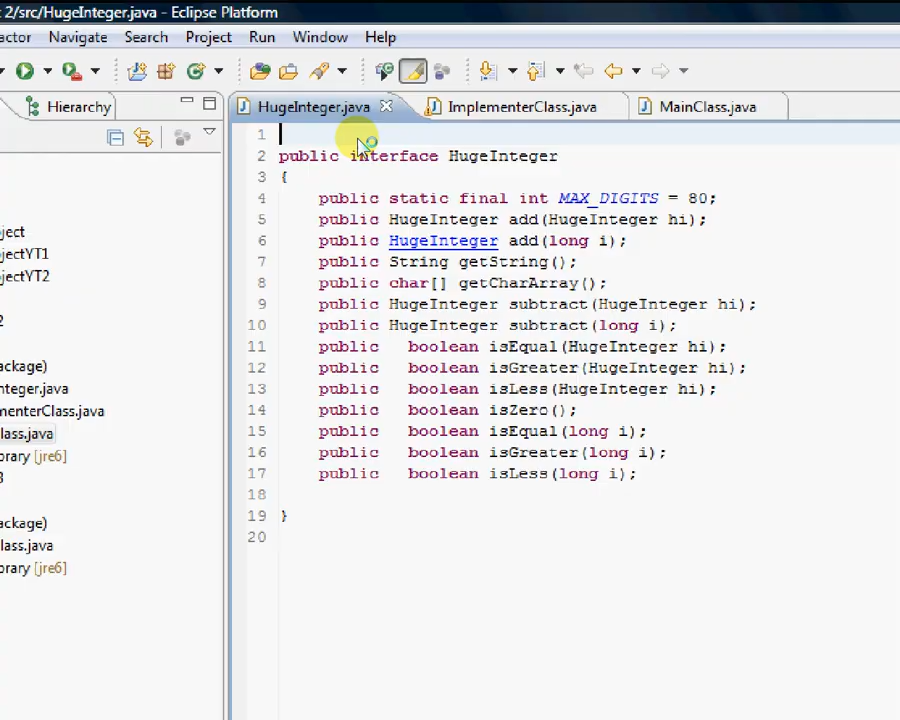 2/src/HugeInteger.java - Eclipse Platform
actor Navigate Search Project Run Window Help
Hierarchy
HugeInteger.java
ImplementerClass.java
MainClass.java
ject
ojectYT1
ojectYT2
2
ackage)
nteger.java
menterClass.java
lass.java
orary [jre6]
3
ackage)
lass.java
orary [jre6]
1
2 public interface HugeInteger
3 {
4 public static final int MAX_DIGITS = 80;
5 public HugeInteger add(HugeInteger hi);
6 public HugeInteger add(long i);
7 public String getString();
8 public char[] getCharArray();
9 public HugeInteger subtract(HugeInteger hi);
10 public HugeInteger subtract(long i);
11 public boolean isEqual(HugeInteger hi);
12 public boolean isGreater(HugeInteger hi);
13 public boolean isLess(HugeInteger hi);
14 public boolean isZero();
15 public boolean isEqual(long i);
16 public boolean isGreater(long i);
17 public boolean isLess(long i);
18
19 }
20